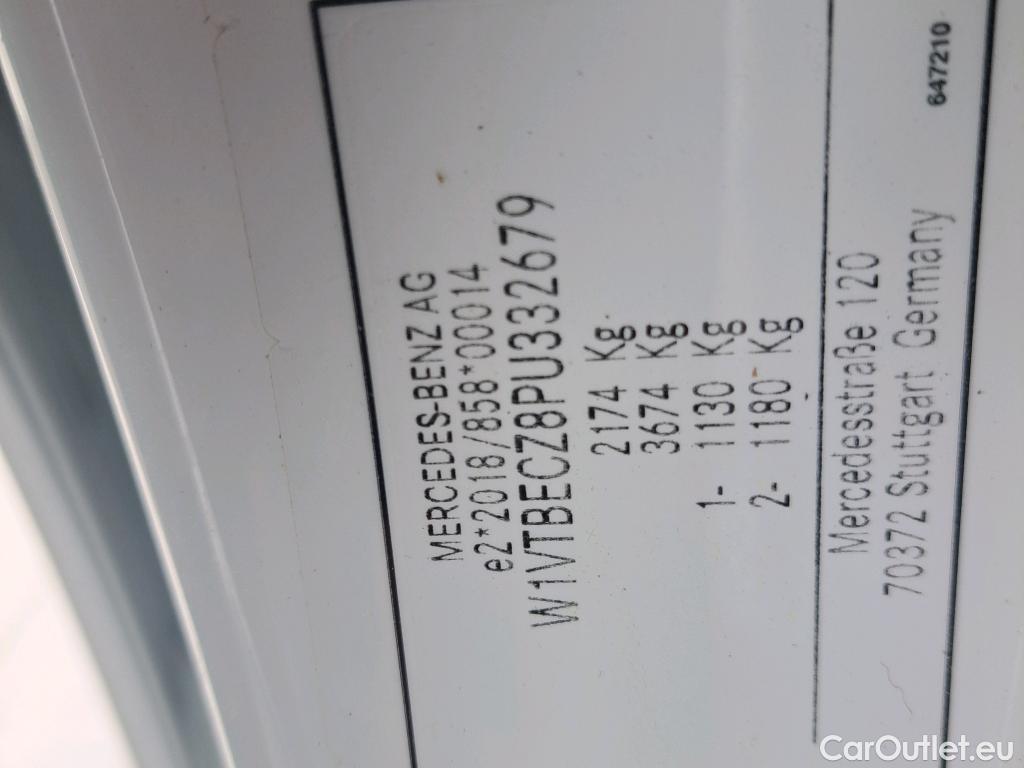 MERCEDES-BENZ AG
e2*2018/858*00014
W1VTBECZ8PU332679
2174 Kg
3674 Kg
1- 1130 Kg
2- 1180 Kg
Mercedesstraße 120
70372 Stuttgart Germany
647210
CarOutlet.eu